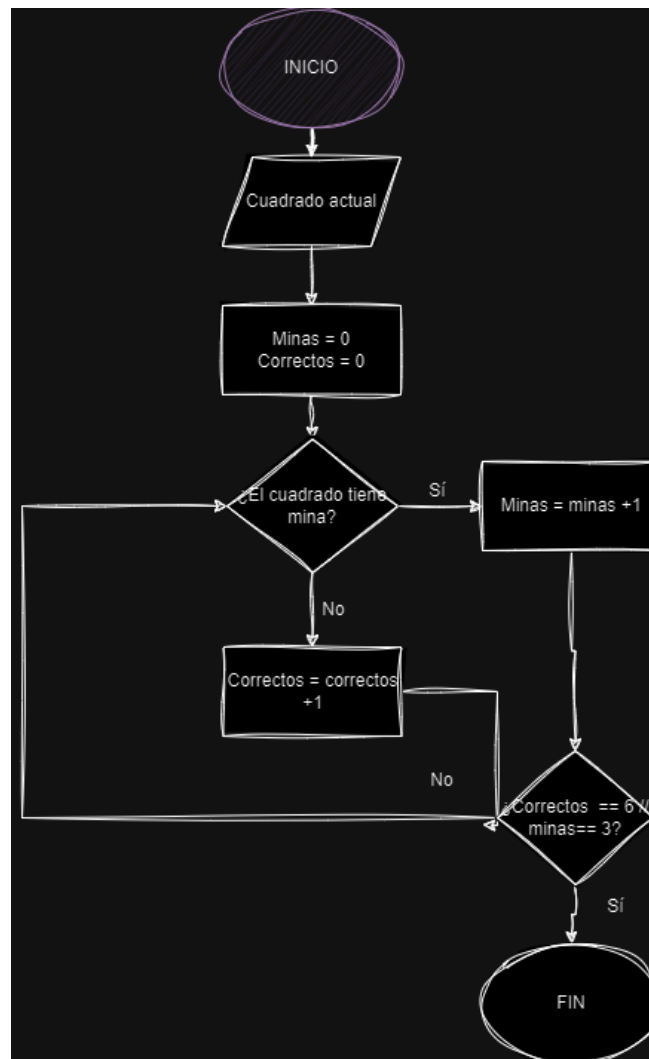 INICIO
Cuadrado actual
Minas = 0
Correctos = 0
¿El cuadrado tiene
mina?
Sí
Minas = minas +1
No
Correctos = correctos
+1
No
¿Correctos == 6 //
minas== 3?
Sí
FIN